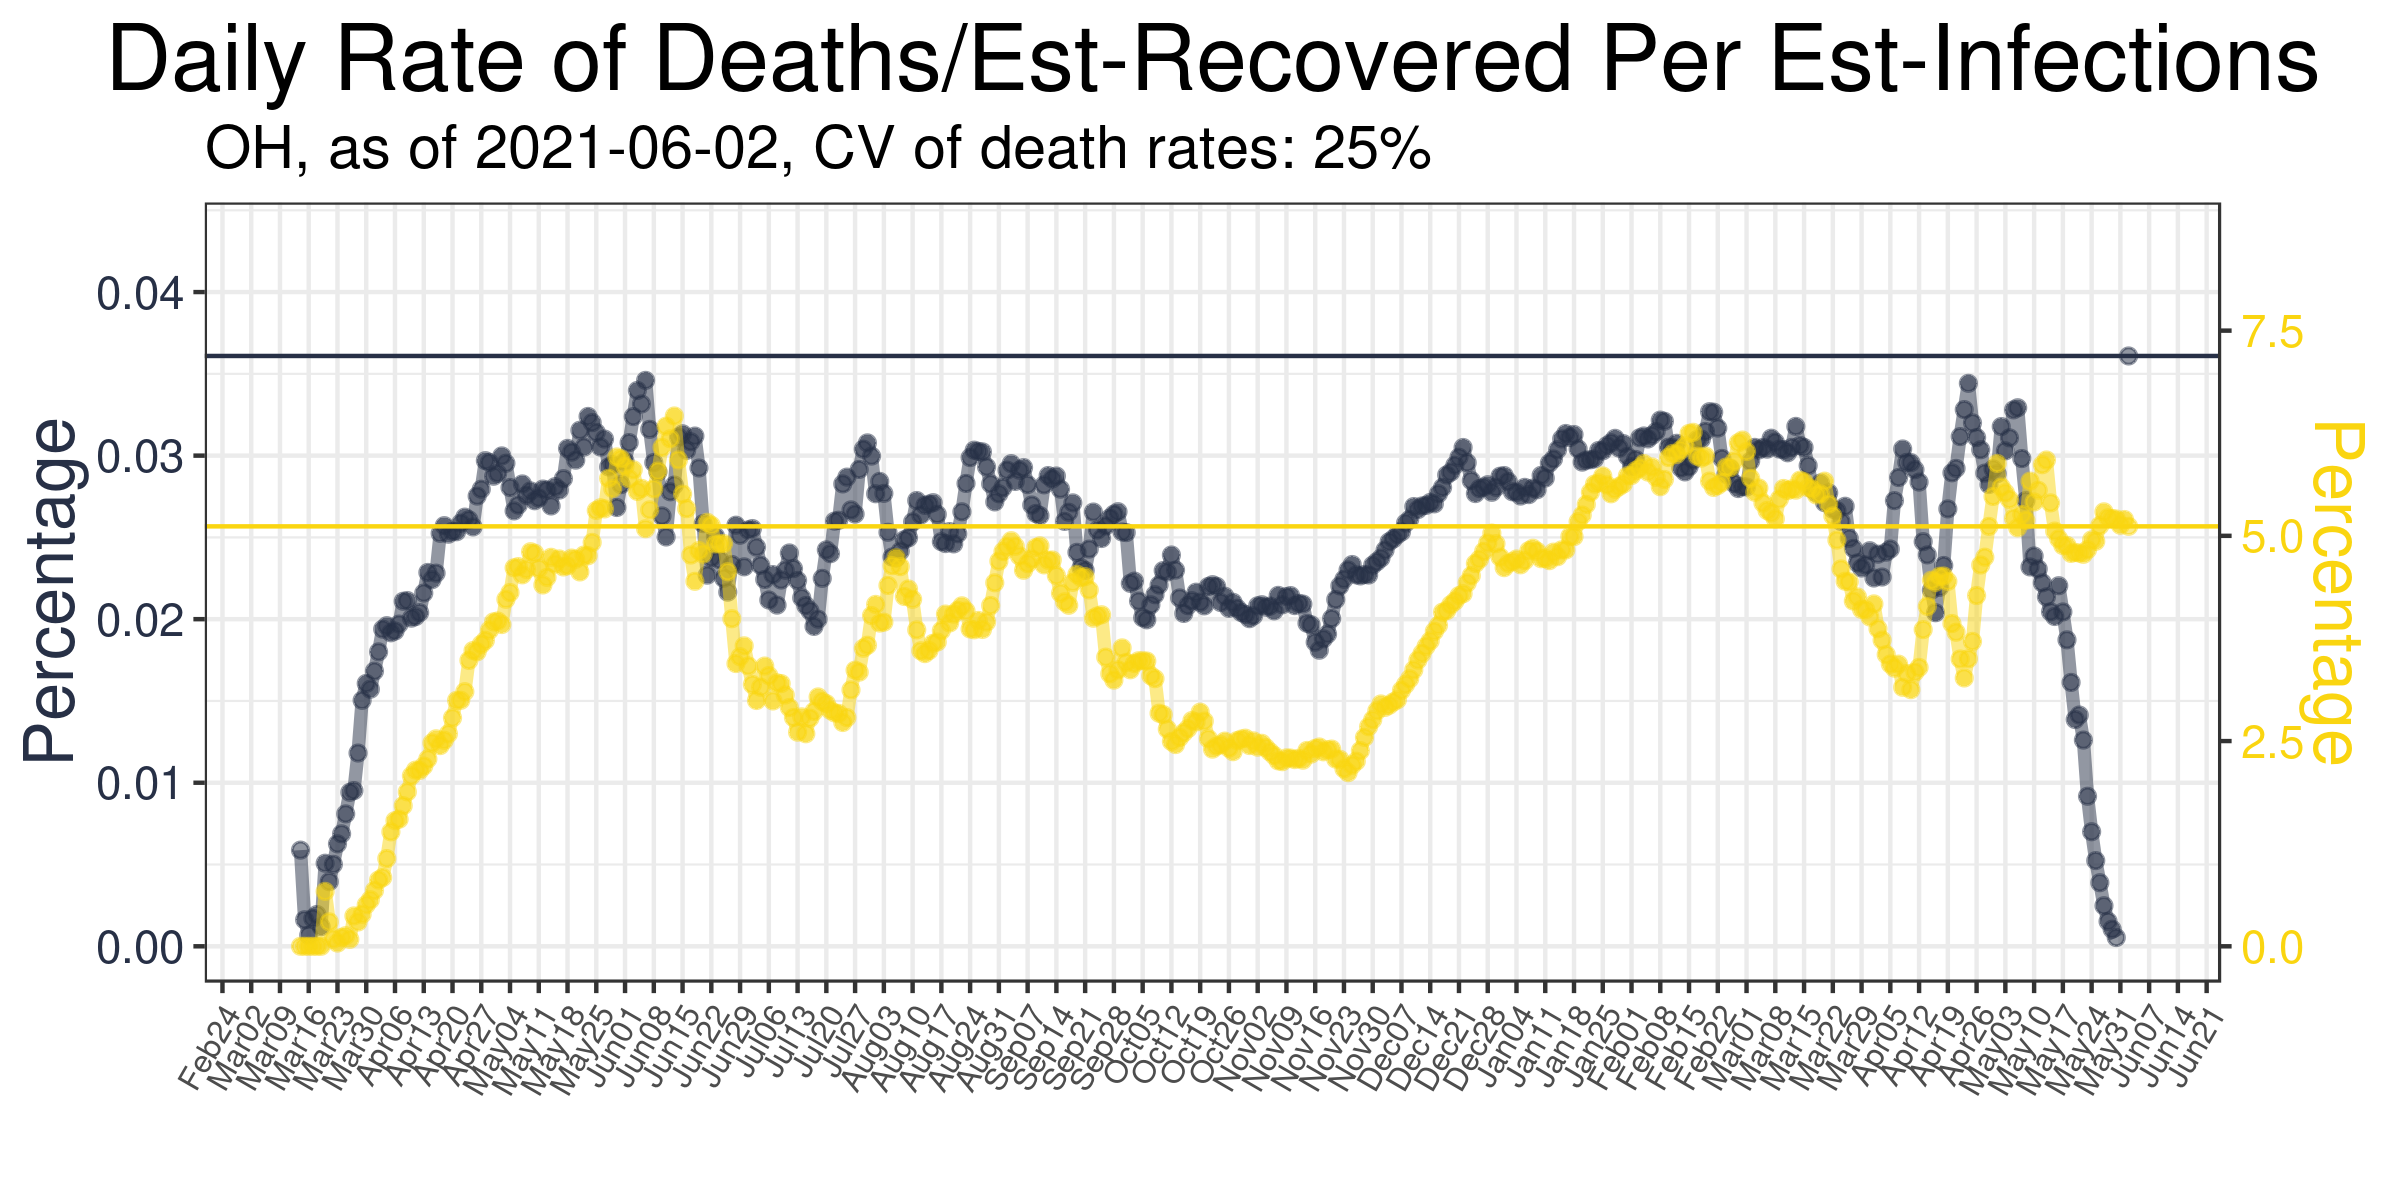 Daily Rate of Deaths/Est-Recovered Per Est-Infections
OH, as of 2021-06-02, CV of death rates: 25%
Percentage
0.04
0.03
0.02
0.01
0.00
7.5
5.0
2.5
0.0
Percentage
Feb24
Mar02
Mar09
Mar16
Mar23
Mar30
Apr06
Apr13
Apr20
Apr27
May04
May11
May18
May25
Jun01
Jun08
Jun15
Jun22
Jun29
Jul06
Jul13
Jul20
Jul27
Aug03
Aug10
Aug17
Aug24
Aug31
Sep07
Sep14
Sep21
Sep28
Oct05
Oct12
Oct19
Oct26
Nov02
Nov09
Nov16
Nov23
Nov30
Dec07
Dec14
Dec21
Dec28
Jan04
Jan11
Jan18
Jan25
Feb01
Feb08
Feb15
Feb22
Mar01
Mar08
Mar15
Mar22
Mar29
Apr05
Apr12
Apr19
Apr26
May03
May10
May17
May24
May31
Jun07
Jun14
Jun21